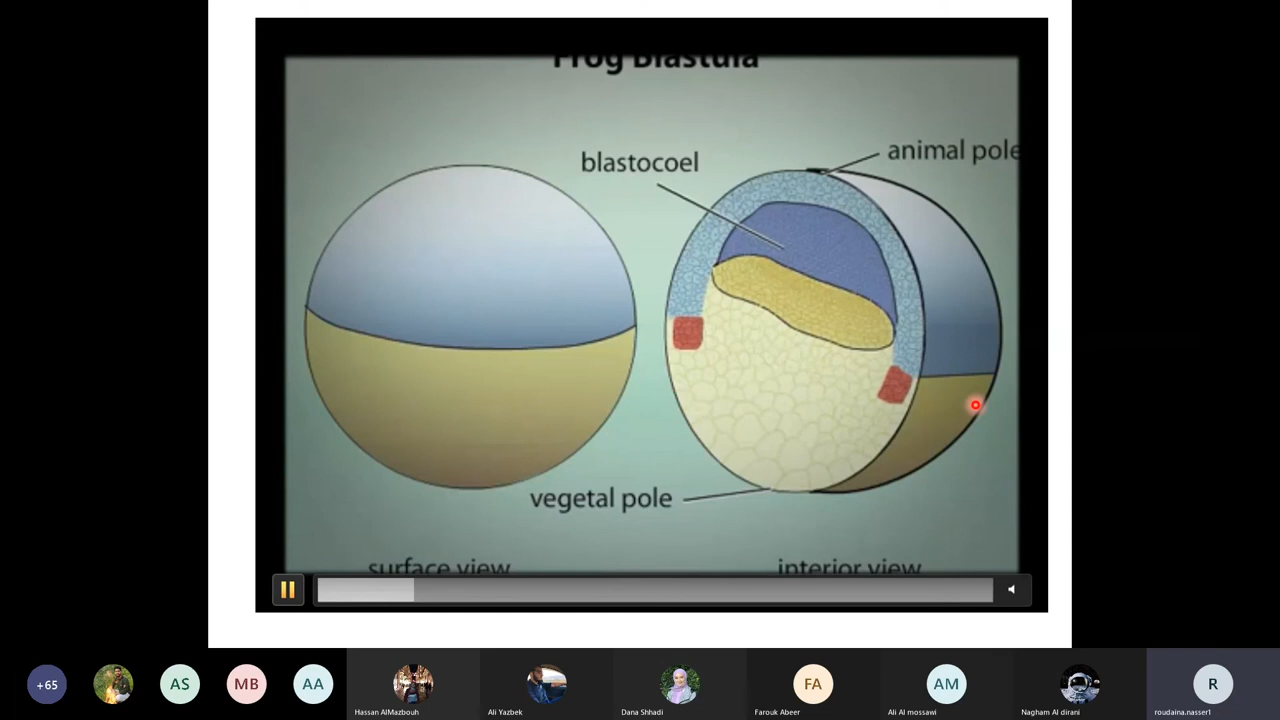 Frog Blastula
blastocoel
animal pole
vegetal pole
surface view
interior view
+65
AS
MB
AA
FA
AM
R
Hassan AlMazbouh
Ali Yazbek
Dana Shhadi
Farouk Abeer
Ali Al mossawi
Nagham Al dirani
roudaina.nasser1